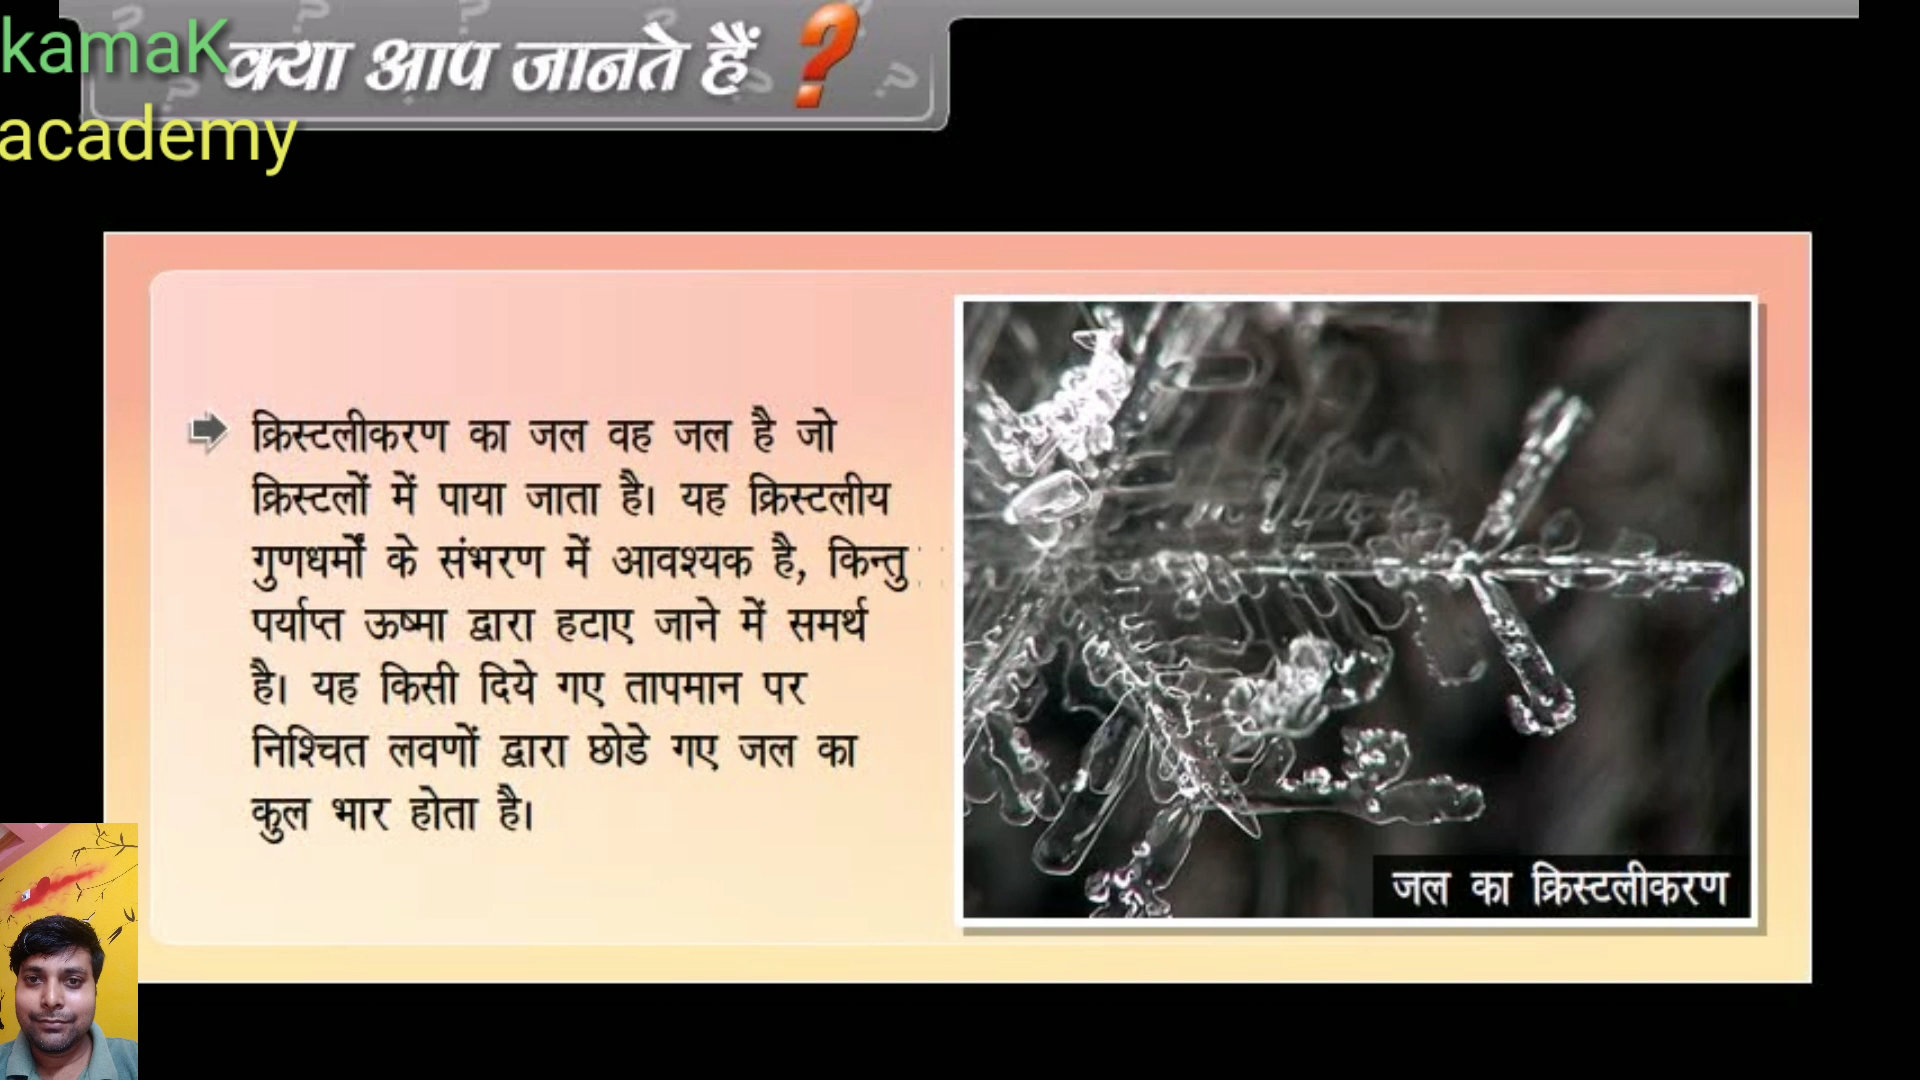 kamaK
academy
क्या आप जानते हैं ?
क्रिस्टलीकरण का जल वह जल है जो
क्रिस्टलों में पाया जाता है। यह क्रिस्टलीय
गुणधर्मों के संभरण में आवश्यक है, किन्तु
पर्याप्त ऊष्मा द्वारा हटाए जाने में समर्थ
है। यह किसी दिये गए तापमान पर
निश्चित लवणों द्वारा छोडे गए जल का
कुल भार होता है।
जल का क्रिस्टलीकरण